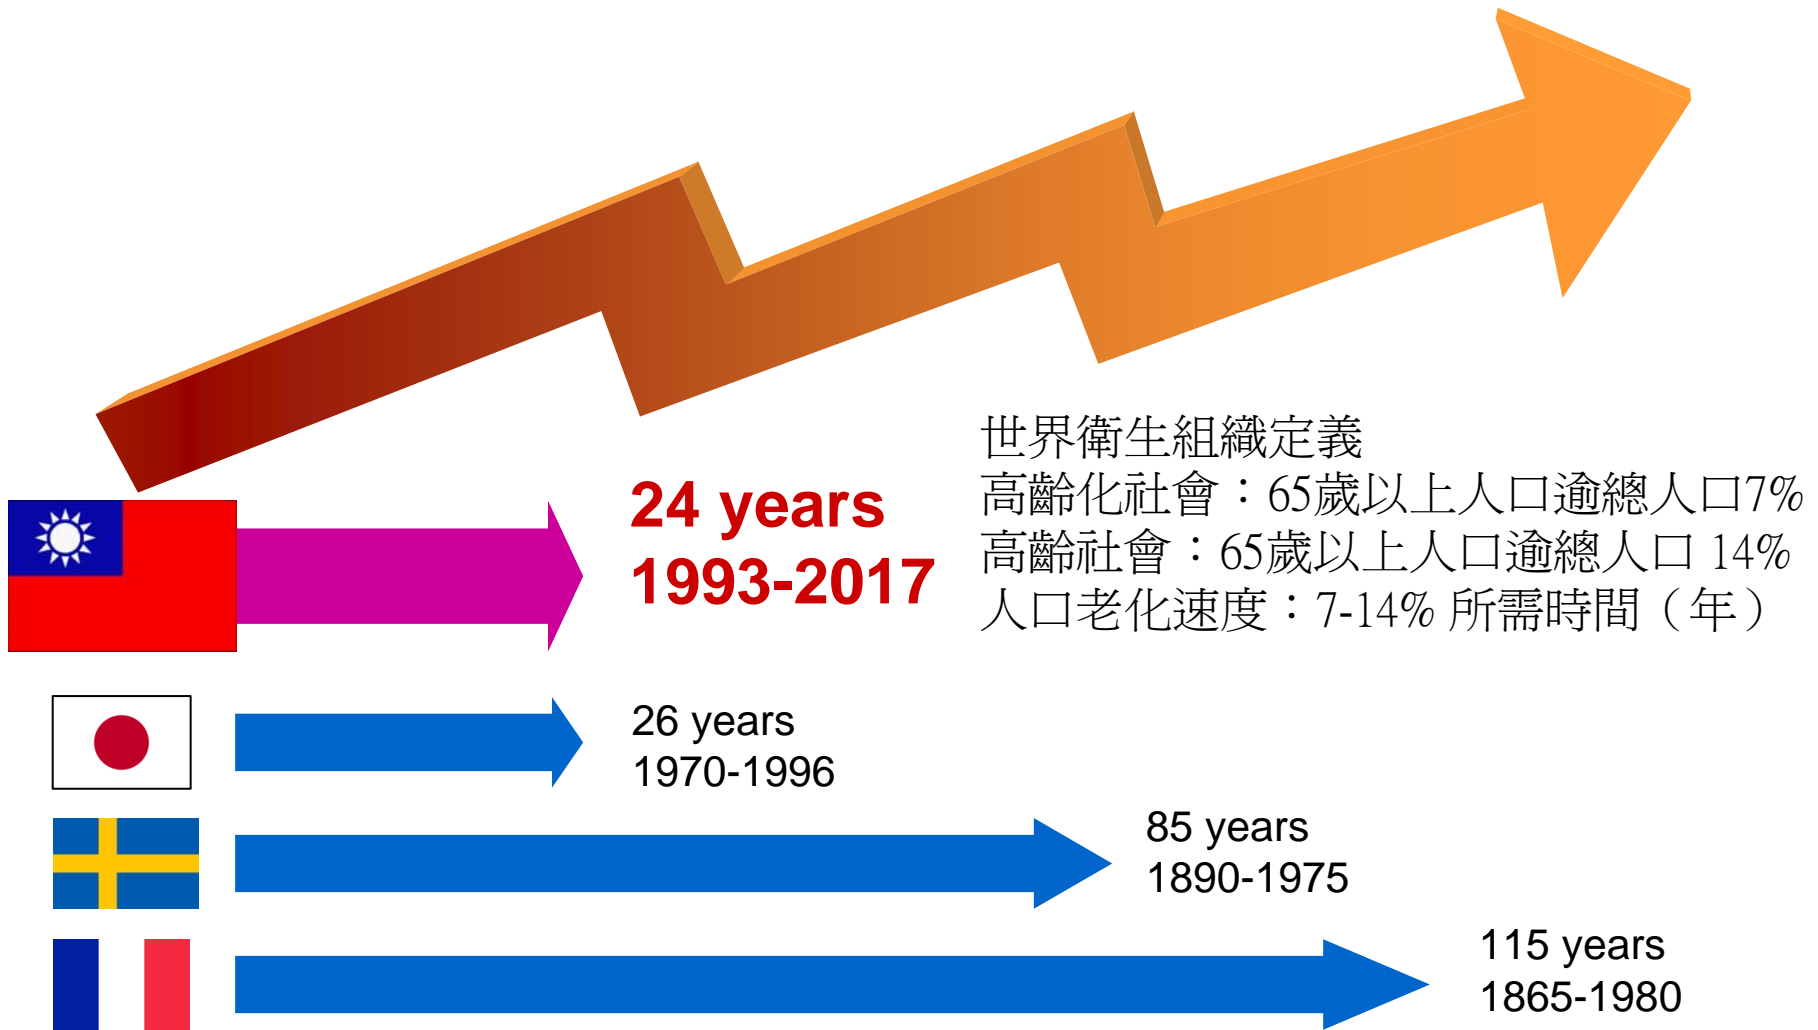 世界衛生組織定義
高齡化社會：65歲以上人口逾總人口7%
高齡社會：65歲以上人口逾總人口 14%
人口老化速度：7-14% 所需時間（年）
24 years
1993-2017
26 years
1970-1996
85 years
1890-1975
115 years
1865-1980